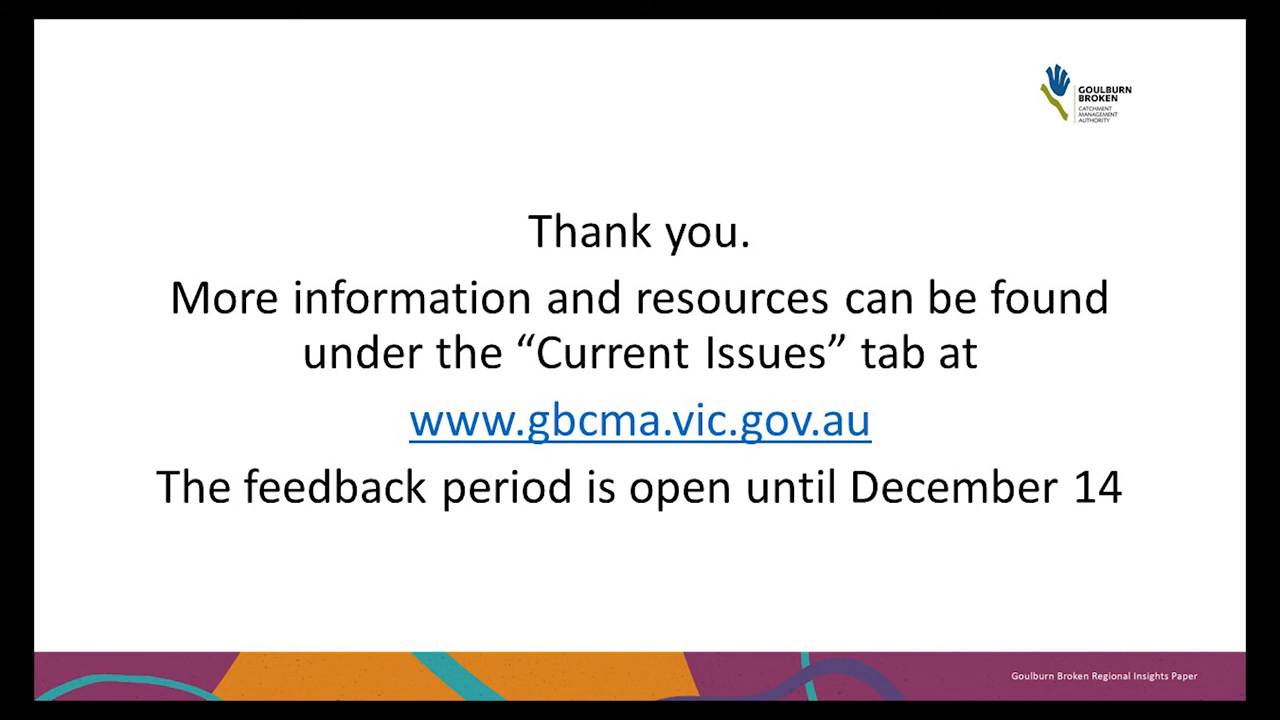 GOULBURN
BROKEN
CATCHMENT
MANAGEMENT
AUTHORITY
Thank you.
More information and resources can be found
under the “Current Issues” tab at
www.gbcma.vic.gov.au
The feedback period is open until December 14
Goulburn Broken Regional Insights Paper